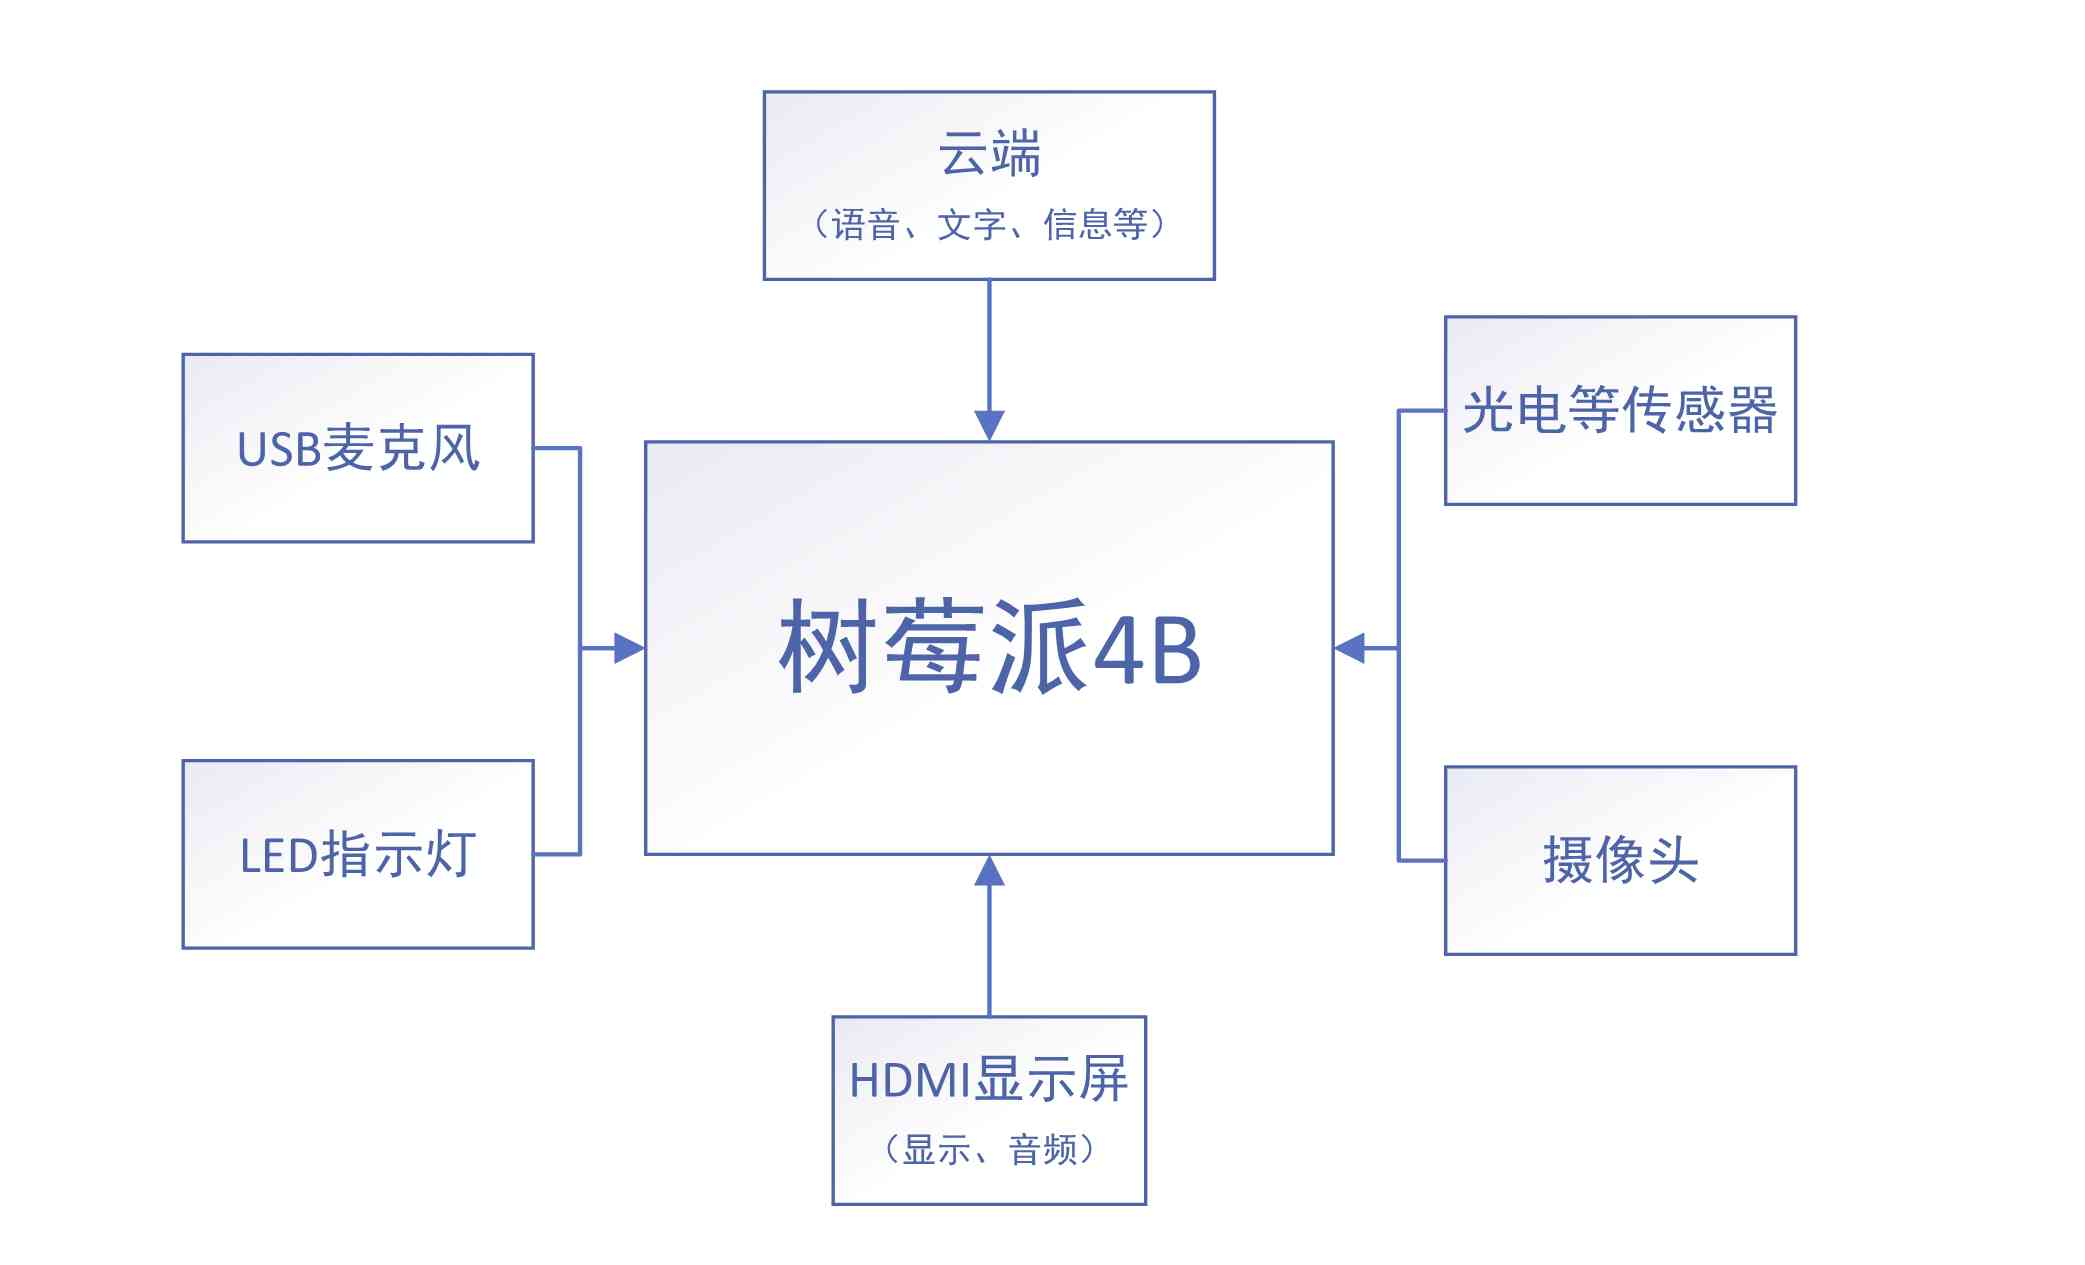 云端
（语音、文字、信息等）
USB麦克风
光电等传感器
树莓派4B
LED指示灯
摄像头
HDMI显示屏
（显示、音频）